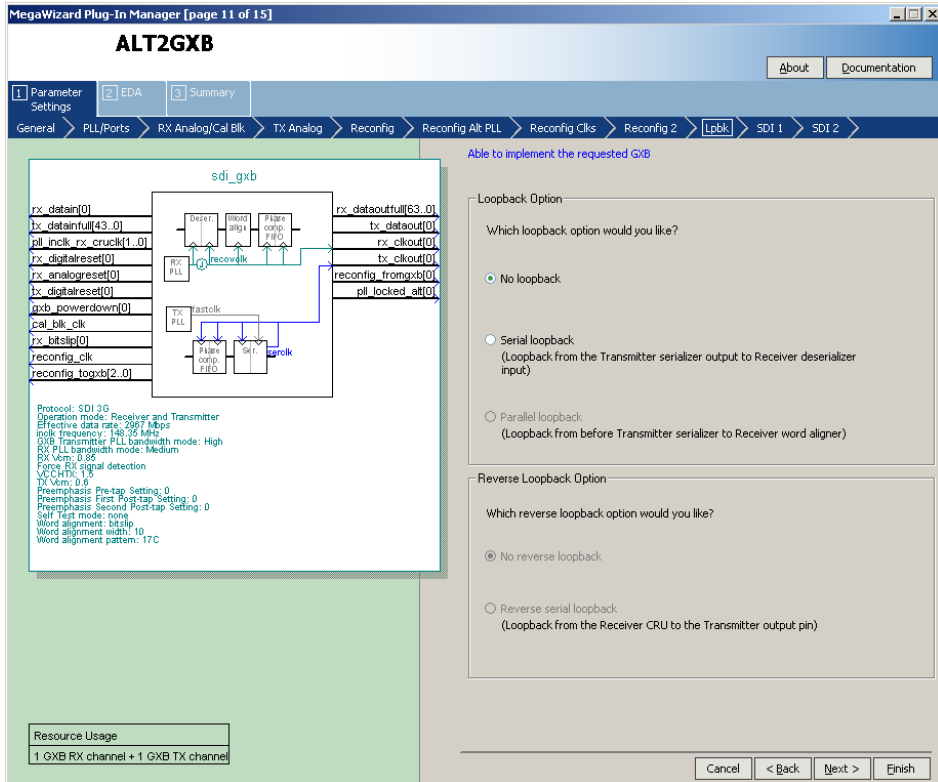 MegaWizard Plug-In Manager [page 11 of 15]
ALT2GXB
About
Documentation
1 Parameter Settings
2 EDA
3 Summary
General
PLL/Ports
RX Analog/Cal Blk
TX Analog
Reconfig
Reconfig Alt PLL
Reconfig Clks
Reconfig 2
Lpbk
SDI 1
SDI 2
sdi_gxb
rx_datain[0]
tx_datainfull[43..0]
pll_inclk_rx_cruclk[1..0]
rx_digitalreset[0]
rx_analogreset[0]
tx_digitalreset[0]
gxb_powerdown[0]
cal_blk_clk
rx_bitslip[0]
reconfig_clk
reconfig_togxb[2..0]
Deser.
Word align
Phase comp. FIFO
RX PLL
recovclk
TX PLL
fastclk
Phase comp. FIFO
Ser.
serclk
rx_dataoutfull[63..0]
tx_dataout[0]
rx_clkout[0]
tx_clkout[0]
reconfig_fromgxb[0]
pll_locked_alt[0]
Protocol: SDI 3G
Operation mode: Receiver and Transmitter
Effective data rate: 2967 Mbps
inclk frequency: 148.35 MHz
GXB Transmitter PLL bandwidth mode: High
RX PLL bandwidth mode: Medium
RX Vcm: 0.85
Force RX signal detection
VCCHTX: 1.5
TX Vcm: 0.6
Preemphasis Pre-tap Setting: 0
Preemphasis First Post-tap Setting: 0
Preemphasis Second Post-tap Setting: 0
Self Test mode: none
Word alignment: bitslip
Word alignment width: 10
Word alignment pattern: 17C
Resource Usage
1 GXB RX channel + 1 GXB TX channel
Able to implement the requested GXB
Loopback Option
Which loopback option would you like?
No loopback
Serial loopback
(Loopback from the Transmitter serializer output to Receiver deserializer
input)
Parallel loopback
(Loopback from before Transmitter serializer to Receiver word aligner)
Reverse Loopback Option
Which reverse loopback option would you like?
No reverse loopback
Reverse serial loopback
(Loopback from the Receiver CRU to the Transmitter output pin)
Cancel
< Back
Next >
Finish